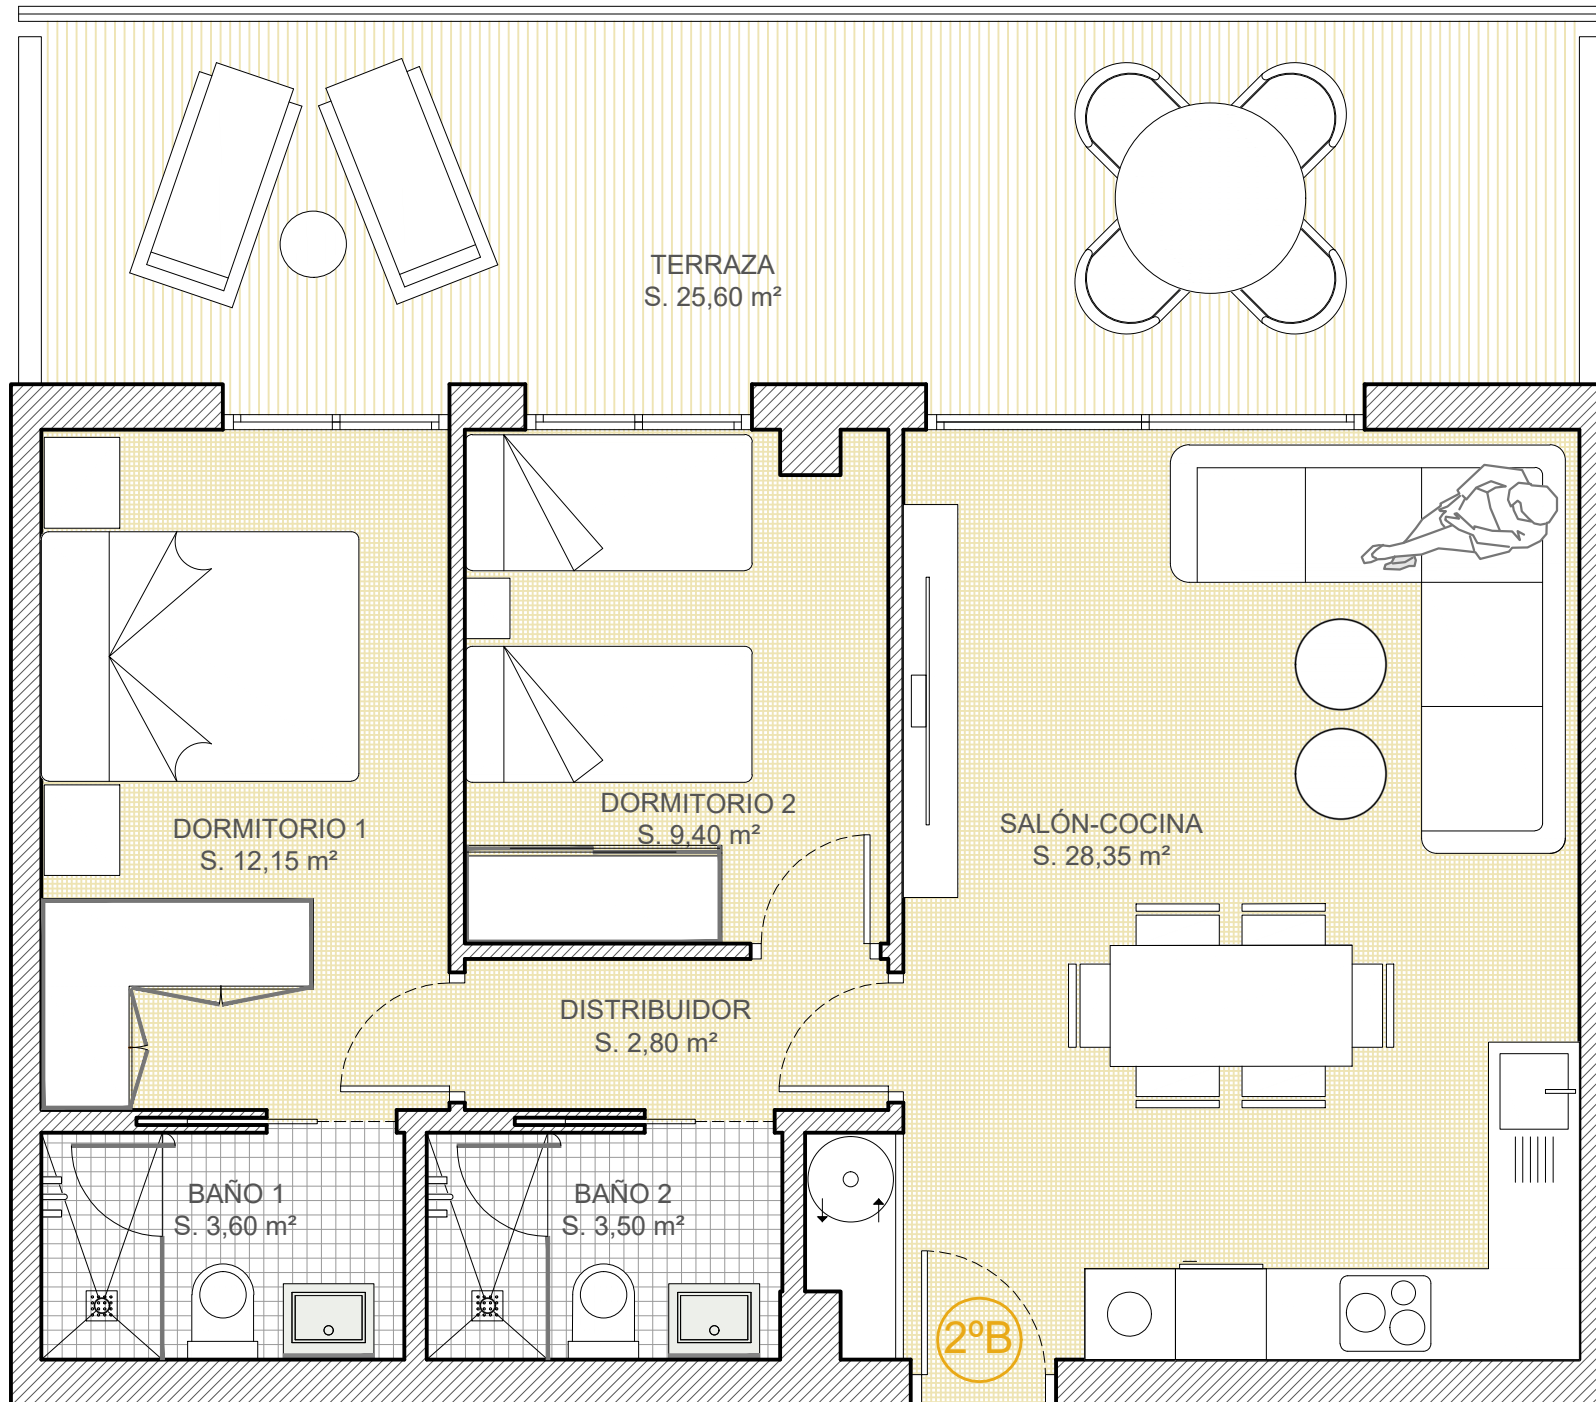 TERRAZA
S. 25,60 m²
DORMITORIO 1
S. 12,15 m²
DORMITORIO 2
S. 9,40 m²
SALÓN-COCINA
S. 28,35 m²
DISTRIBUIDOR
S. 2,80 m²
BAÑO 1
S. 3,60 m²
BAÑO 2
S. 3,50 m²
2ºB